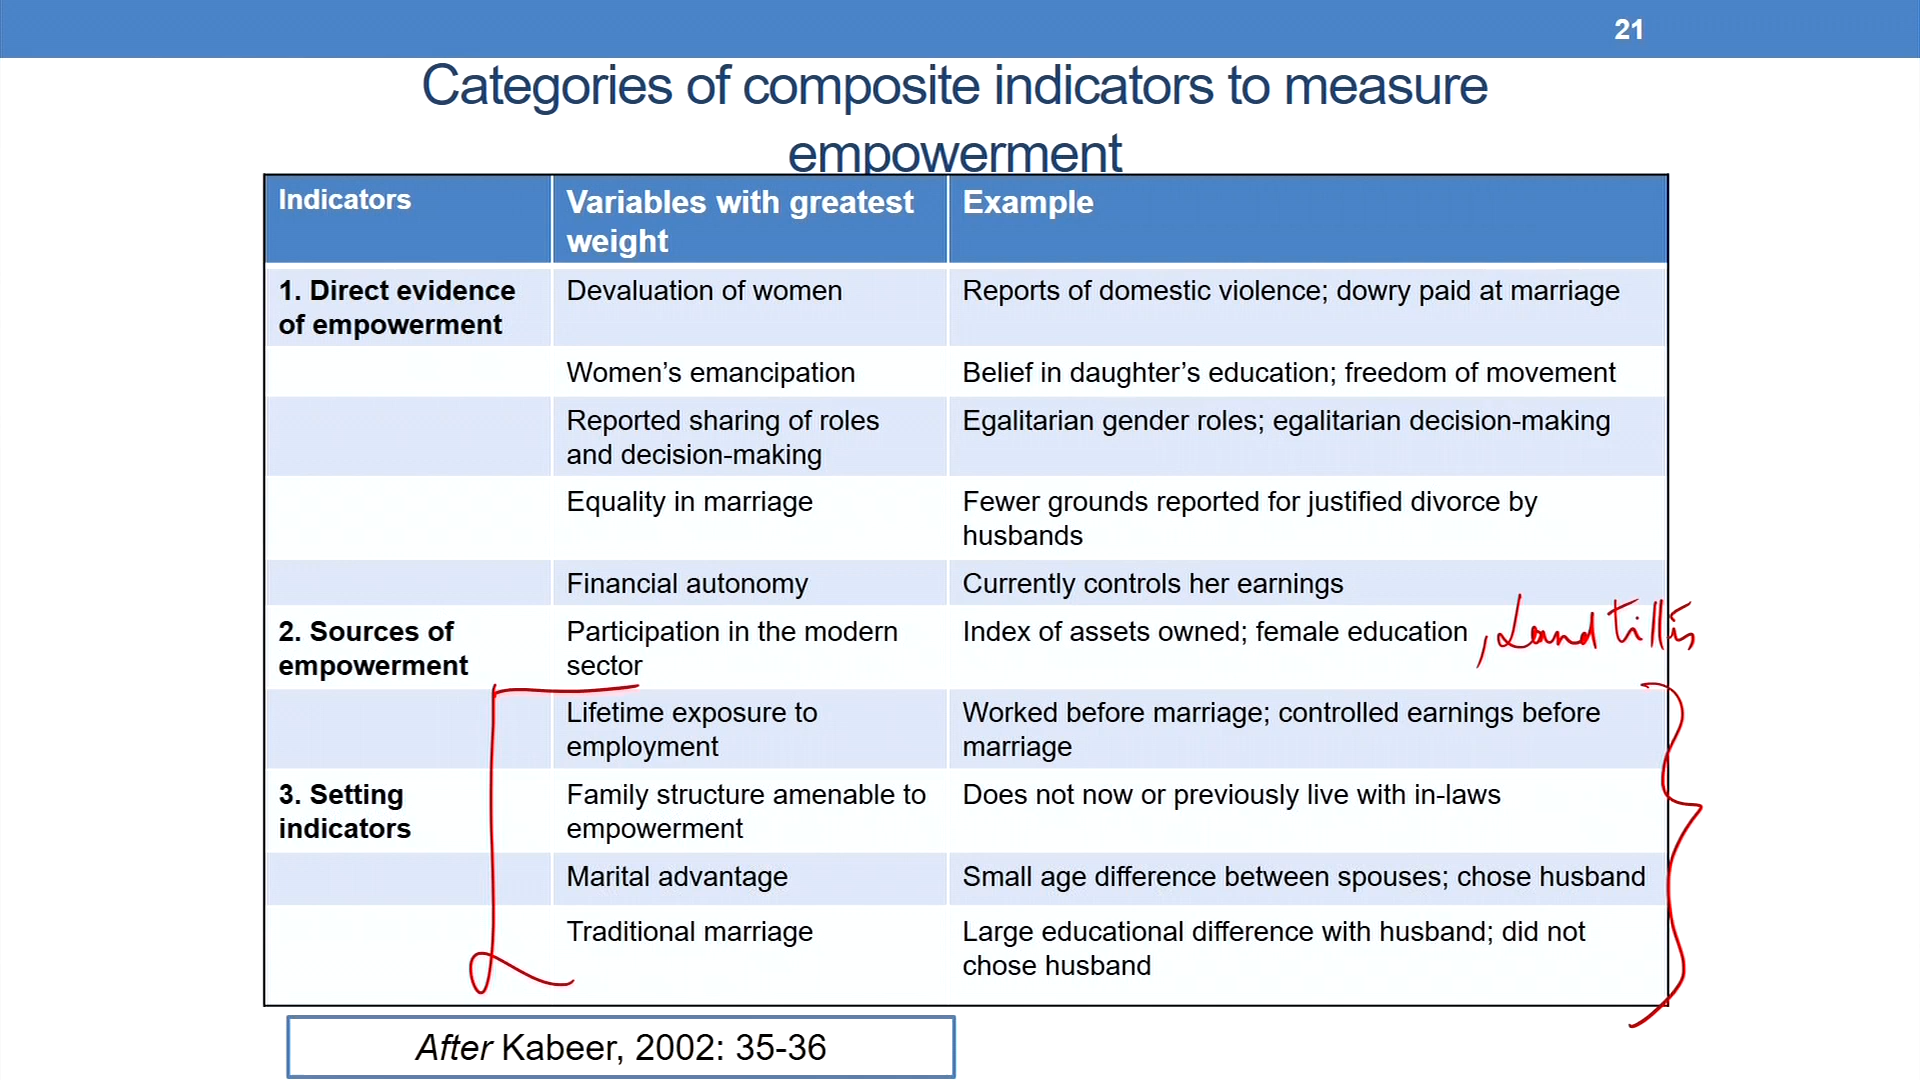 21
Categories of composite indicators to measure
empowerment
Indicators
Variables with greatest
weight
Example
1. Direct evidence
of empowerment
Devaluation of women
Reports of domestic violence; dowry paid at marriage
Women’s emancipation
Belief in daughter’s education; freedom of movement
Reported sharing of roles
and decision-making
Egalitarian gender roles; egalitarian decision-making
Equality in marriage
Fewer grounds reported for justified divorce by
husbands
Financial autonomy
Currently controls her earnings
2. Sources of
empowerment
Participation in the modern
sector
Index of assets owned; female education , Land
Lifetime exposure to
employment
Worked before marriage; controlled earnings before
marriage
3. Setting
indicators
Family structure amenable to
empowerment
Does not now or previously live with in-laws
Marital advantage
Small age difference between spouses; chose husband
Traditional marriage
Large educational difference with husband; did not
chose husband
After Kabeer, 2002: 35-36